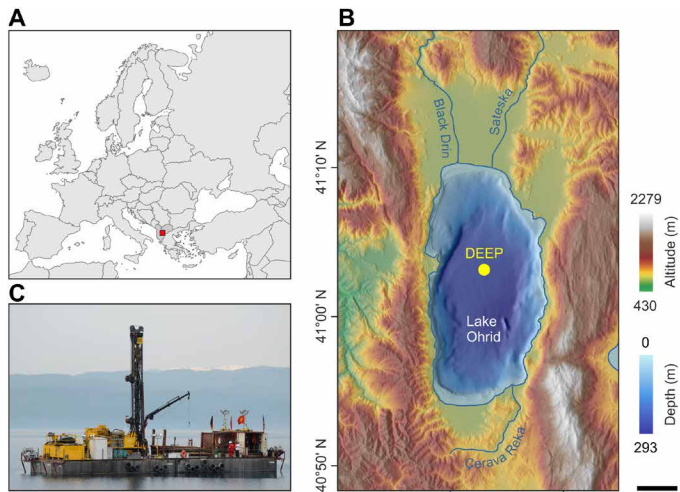 A
B
Black Drin
Sateska
41°10' N
DEEP
41°00' N
Lake
Ohrid
40°50' N
Cerava Reka
2279
Altitude (m)
430
0
Depth (m)
293
C